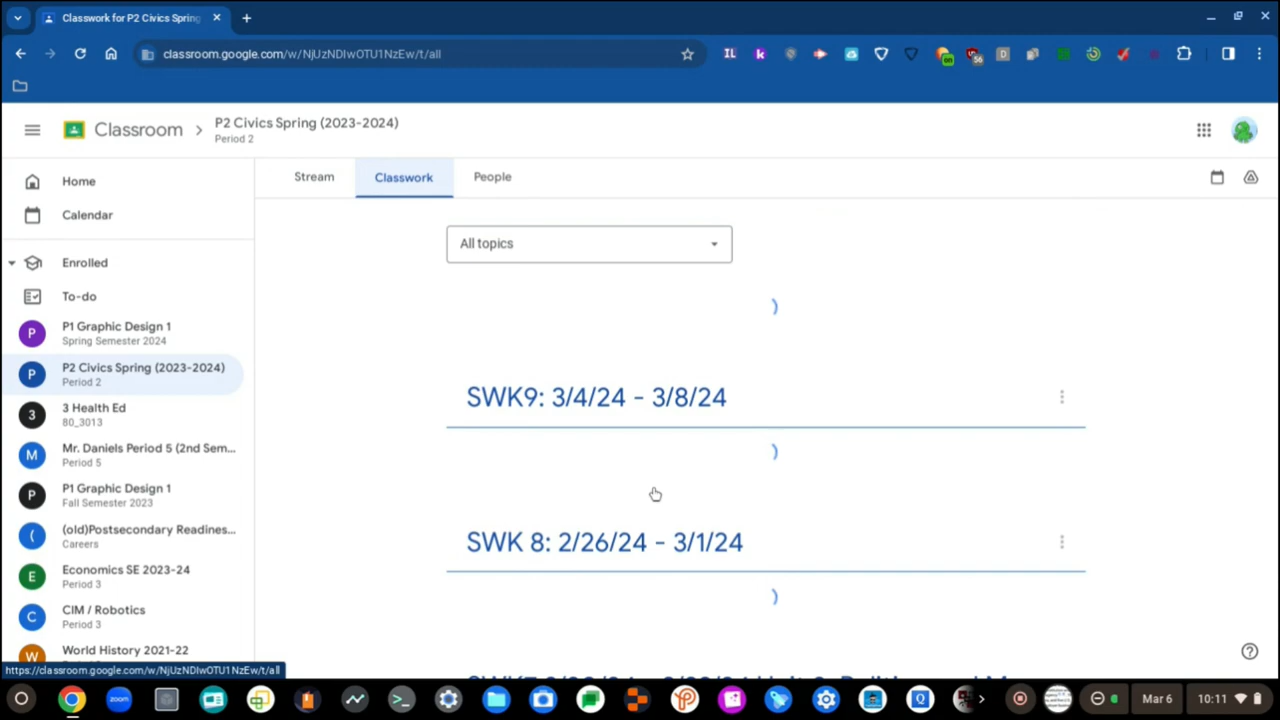 Classwork for P2 Civics Spring
classroom.google.com/w/NjUzNDIwOTU1NzEw/t/all
IL
k
on
56
D
Classroom
P2 Civics Spring (2023-2024)
Period 2
Home
Calendar
Enrolled
To-do
P
P1 Graphic Design 1
Spring Semester 2024
P
P2 Civics Spring (2023-2024)
Period 2
3
3 Health Ed
80_3013
M
Mr. Daniels Period 5 (2nd Sem...
Period 5
P
P1 Graphic Design 1
Fall Semester 2023
(
(old)Postsecondary Readines...
Careers
E
Economics SE 2023-24
Period 3
C
CIM / Robotics
Period 3
W
World History 2021-22
Stream
Classwork
People
All topics
SWK9: 3/4/24 - 3/8/24
SWK 8: 2/26/24 - 3/1/24
https://classroom.google.com/w/NjUzNDIwOTU1NzEw/t/all
zoom
Q
Mar 6
10:11